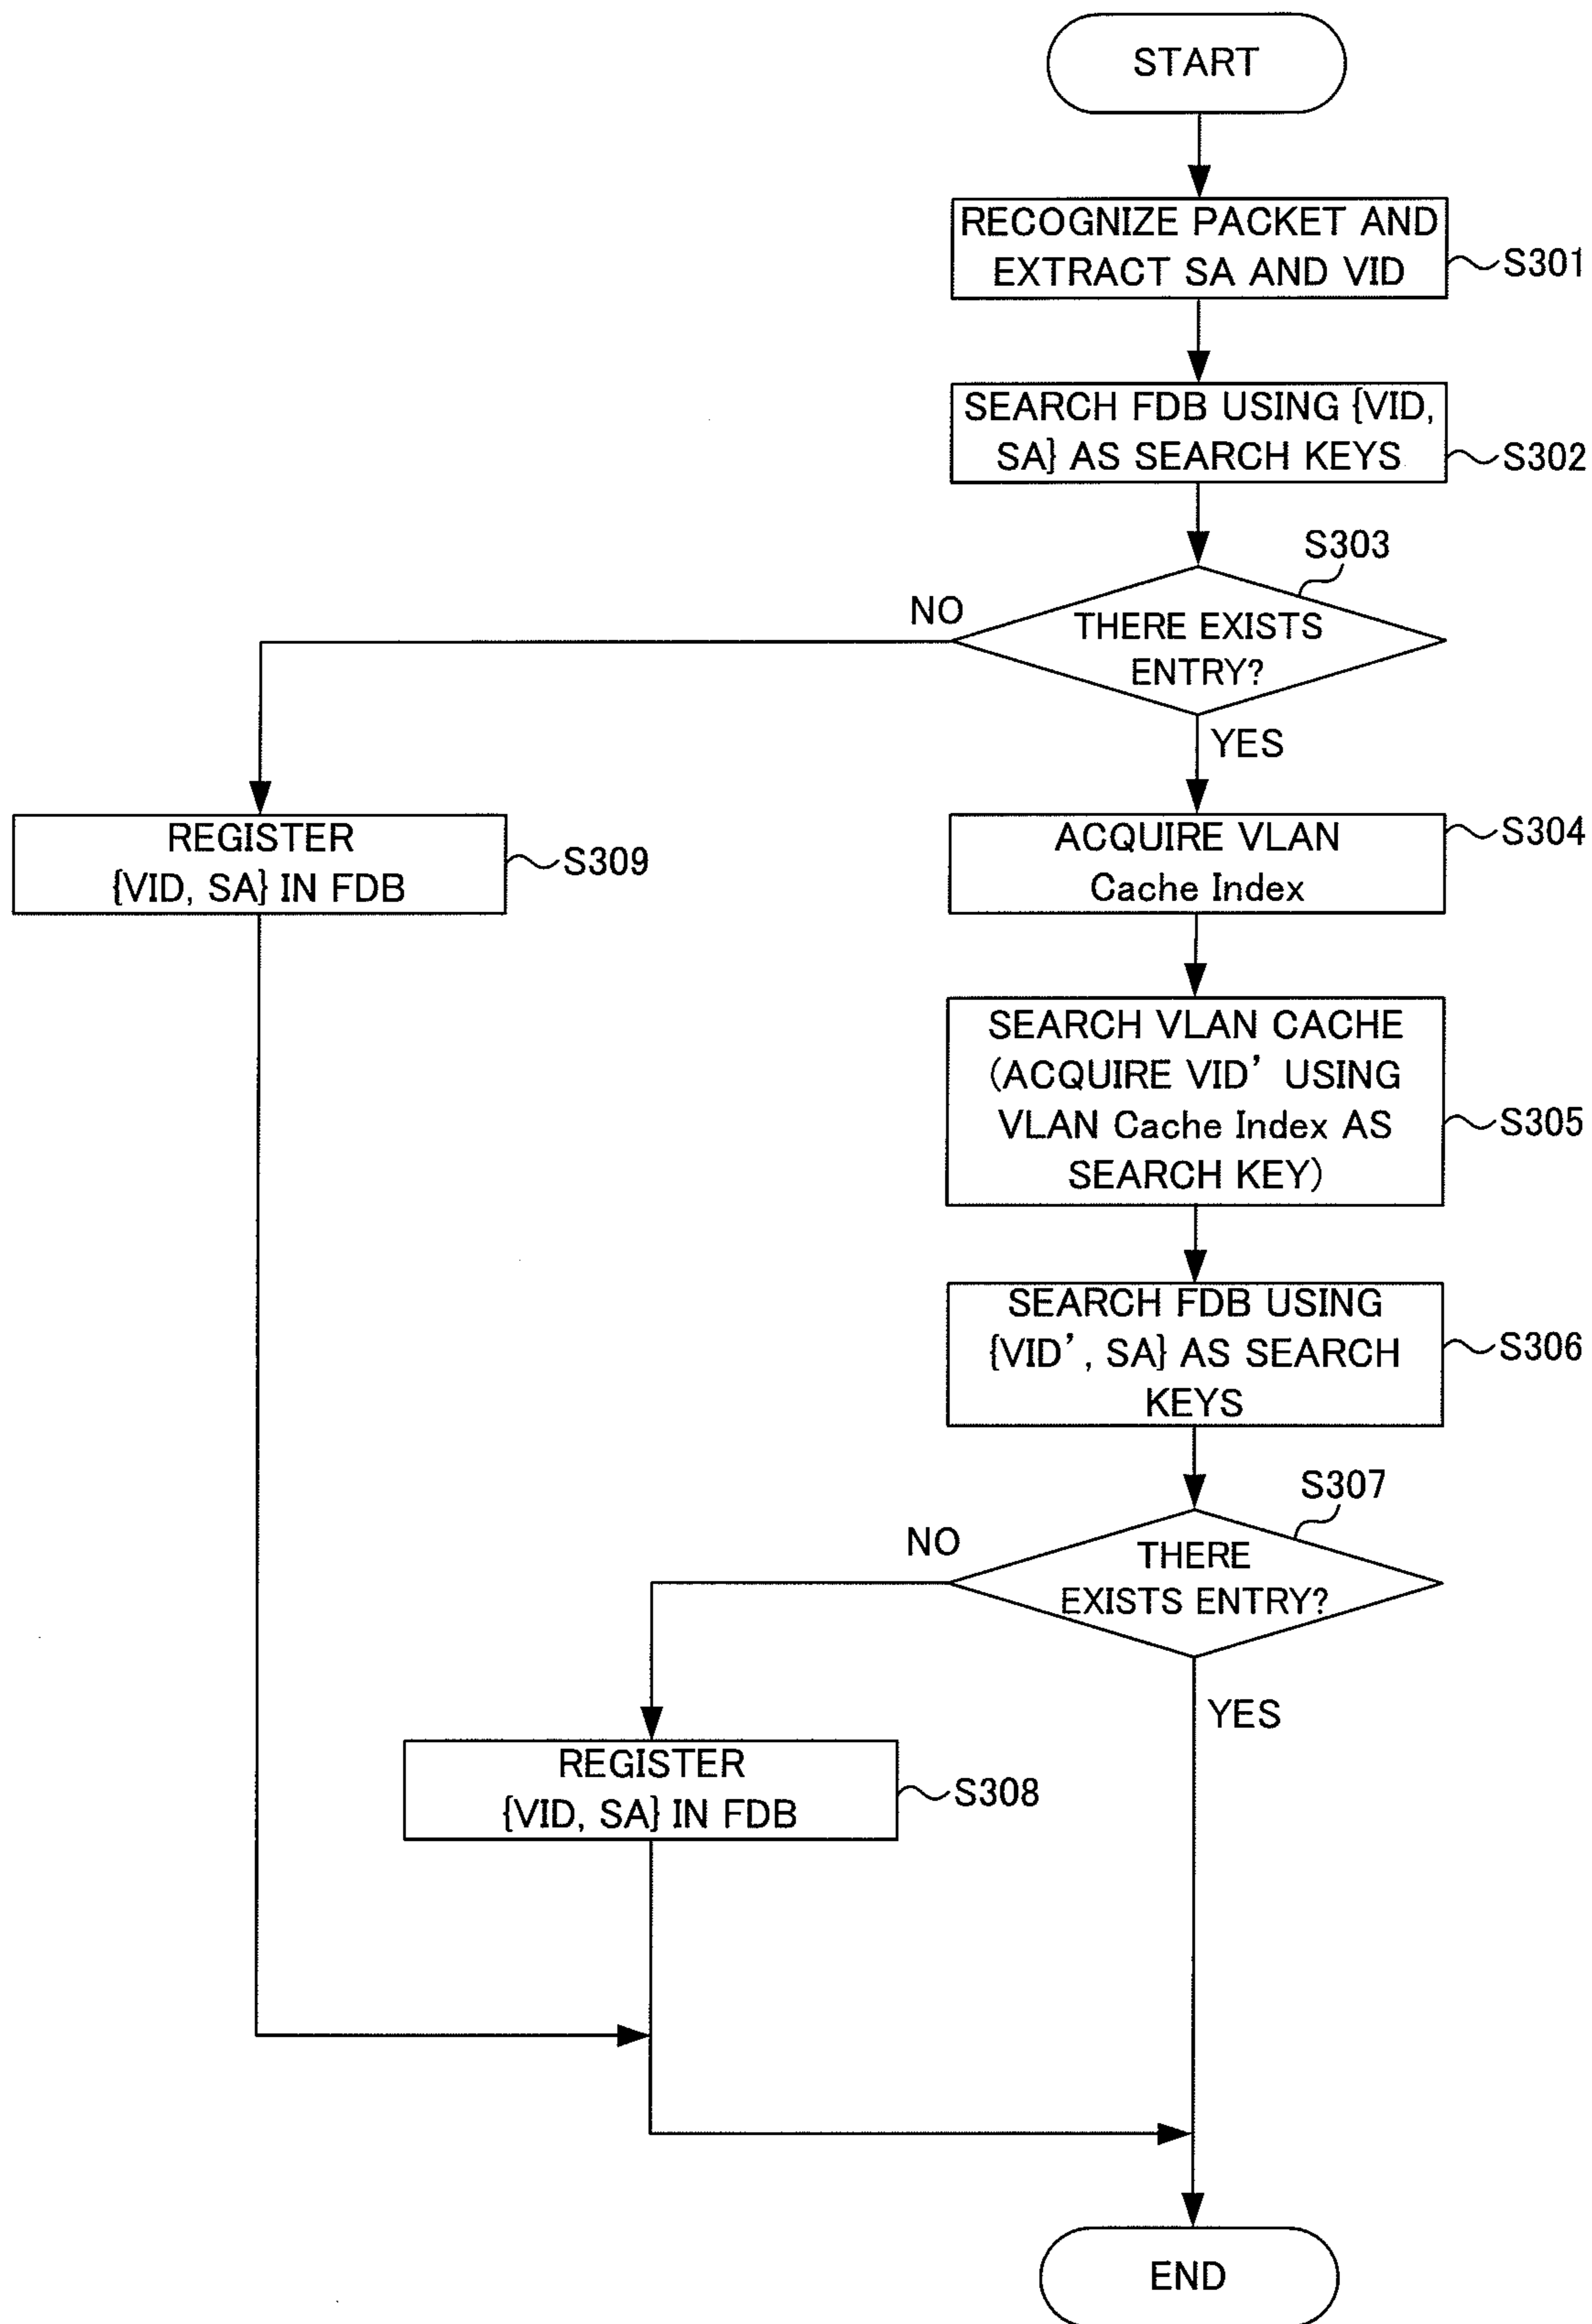 START
RECOGNIZE PACKET AND
EXTRACT SA AND VID
S301
SEARCH FDB USING {VID,
SA} AS SEARCH KEYS
S302
S303
NO
THERE EXISTS
ENTRY?
YES
REGISTER
{VID, SA} IN FDB
S309
ACQUIRE VLAN
Cache Index
S304
SEARCH VLAN CACHE
(ACQUIRE VID' USING
VLAN Cache Index AS
SEARCH KEY)
S305
SEARCH FDB USING
{VID', SA} AS SEARCH
KEYS
S306
S307
NO
THERE
EXISTS ENTRY?
YES
REGISTER
{VID, SA} IN FDB
S308
END